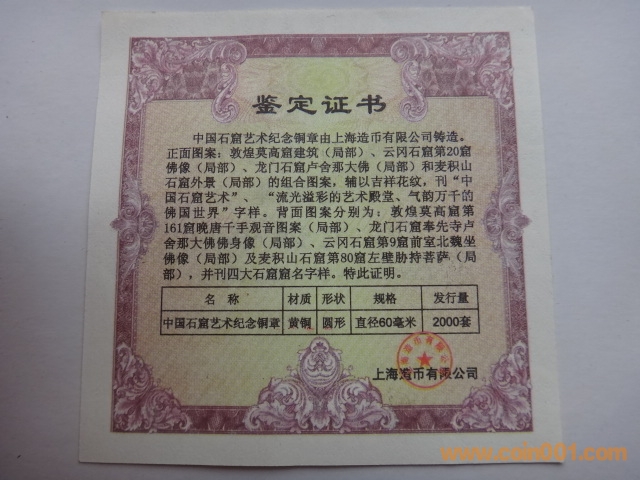 鉴定证书
中国石窟艺术纪念铜章由上海造币有限公司铸造。
正面图案：敦煌莫高窟建筑（局部）、云冈石窟第20窟
佛像（局部）、龙门石窟卢舍那大佛（局部）和麦积山
石窟外景（局部）的组合图案，辅以吉祥花纹，刊“中
国石窟艺术”、“流光溢彩的艺术殿堂、气韵万千的
佛国世界”字样。背面图案分别为：敦煌莫高窟第
161窟晚唐千手观音图案（局部）、龙门石窟奉先寺卢
舍那大佛佛身像（局部）、云冈石窟第9窟前室北魏坐
佛像（局部）及麦积山石窟第80窟左壁胁持菩萨（局
部），并刊四大石窟窟名字样。特此证明。
名 称 材质 形状 规格 发行量
中国石窟艺术纪念铜章 黄铜 圆形 直径60毫米 2000套
上海造币有限公司
www.coin001.com